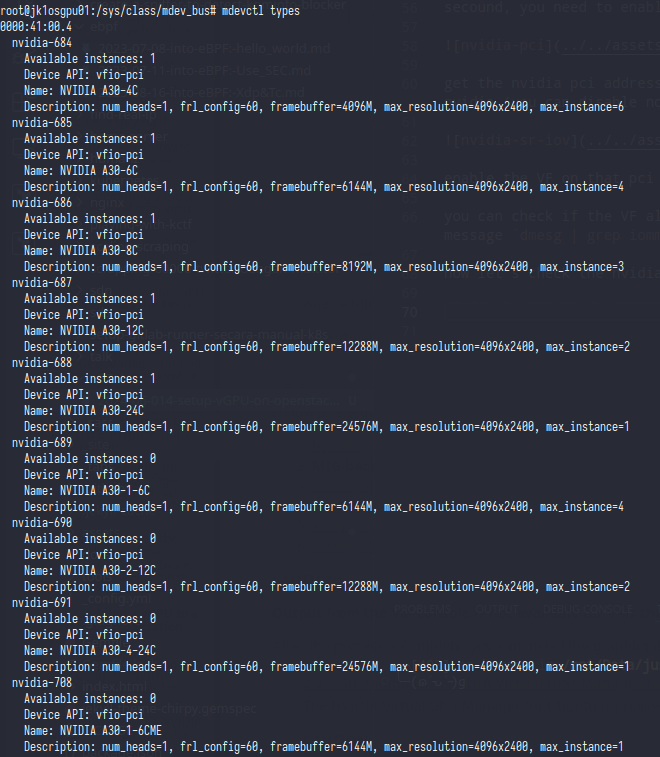 root@jk1osgpu01:/sys/class/mdev_bus# mdevctl types
0000:41:00.4
nvidia-684
Available instances: 1
Device API: vfio-pci
Name: NVIDIA A30-4C
Description: num_heads=1, frl_config=60, framebuffer=4096M, max_resolution=4096x2400, max_instance=6
nvidia-685
Available instances: 1
Device API: vfio-pci
Name: NVIDIA A30-6C
Description: num_heads=1, frl_config=60, framebuffer=6144M, max_resolution=4096x2400, max_instance=4
nvidia-686
Available instances: 1
Device API: vfio-pci
Name: NVIDIA A30-8C
Description: num_heads=1, frl_config=60, framebuffer=8192M, max_resolution=4096x2400, max_instance=3
nvidia-687
Available instances: 1
Device API: vfio-pci
Name: NVIDIA A30-12C
Description: num_heads=1, frl_config=60, framebuffer=12288M, max_resolution=4096x2400, max_instance=2
nvidia-688
Available instances: 1
Device API: vfio-pci
Name: NVIDIA A30-24C
Description: num_heads=1, frl_config=60, framebuffer=24576M, max_resolution=4096x2400, max_instance=1
nvidia-689
Available instances: 0
Device API: vfio-pci
Name: NVIDIA A30-1-6C
Description: num_heads=1, frl_config=60, framebuffer=6144M, max_resolution=4096x2400, max_instance=4
nvidia-690
Available instances: 0
Device API: vfio-pci
Name: NVIDIA A30-2-12C
Description: num_heads=1, frl_config=60, framebuffer=12288M, max_resolution=4096x2400, max_instance=2
nvidia-691
Available instances: 0
Device API: vfio-pci
Name: NVIDIA A30-4-24C
Description: num_heads=1, frl_config=60, framebuffer=24576M, max_resolution=4096x2400, max_instance=1
nvidia-708
Available instances: 0
Device API: vfio-pci
Name: NVIDIA A30-1-6CME
Description: num_heads=1, frl_config=60, framebuffer=6144M, max_resolution=4096x2400, max_instance=1